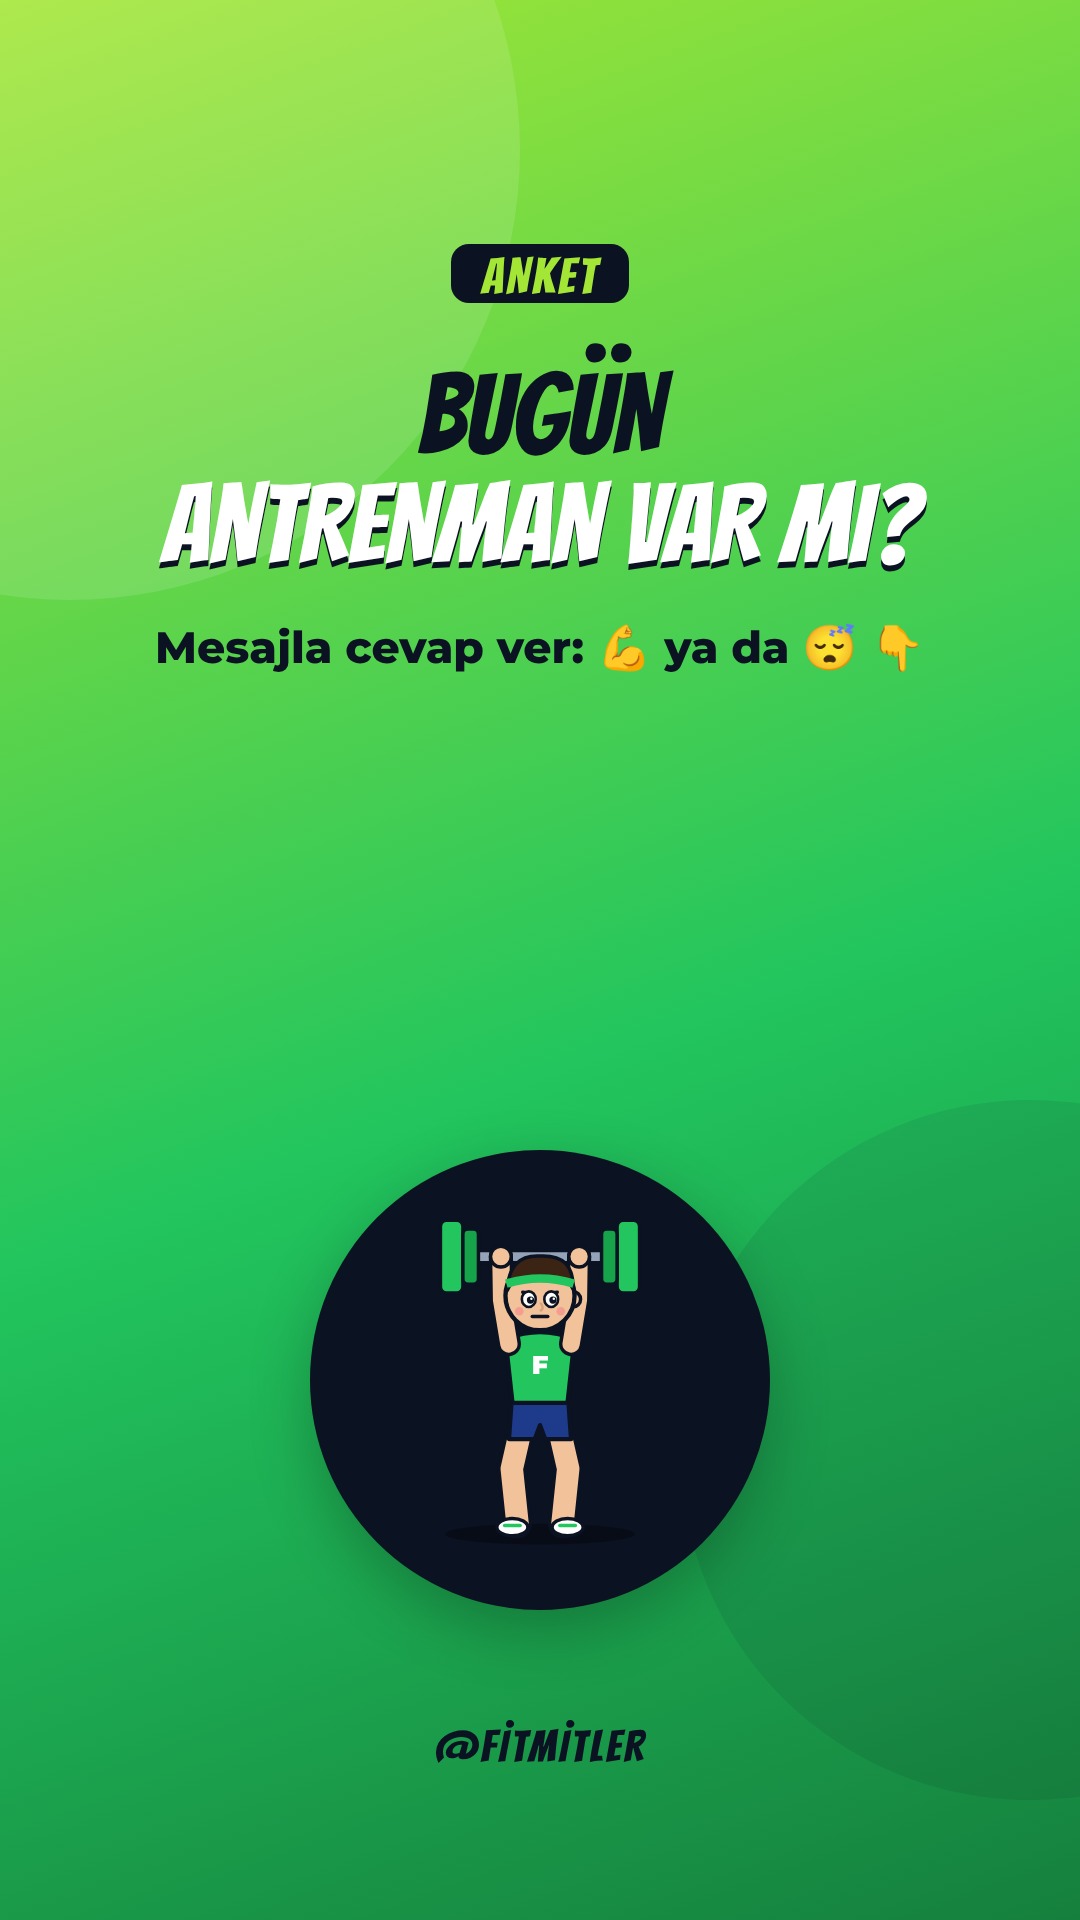 ANKET
BUGÜN
ANTRENMAN VAR MI?
Mesajla cevap ver: 💪 ya da 😴 👇
F
@FİTMİTLER